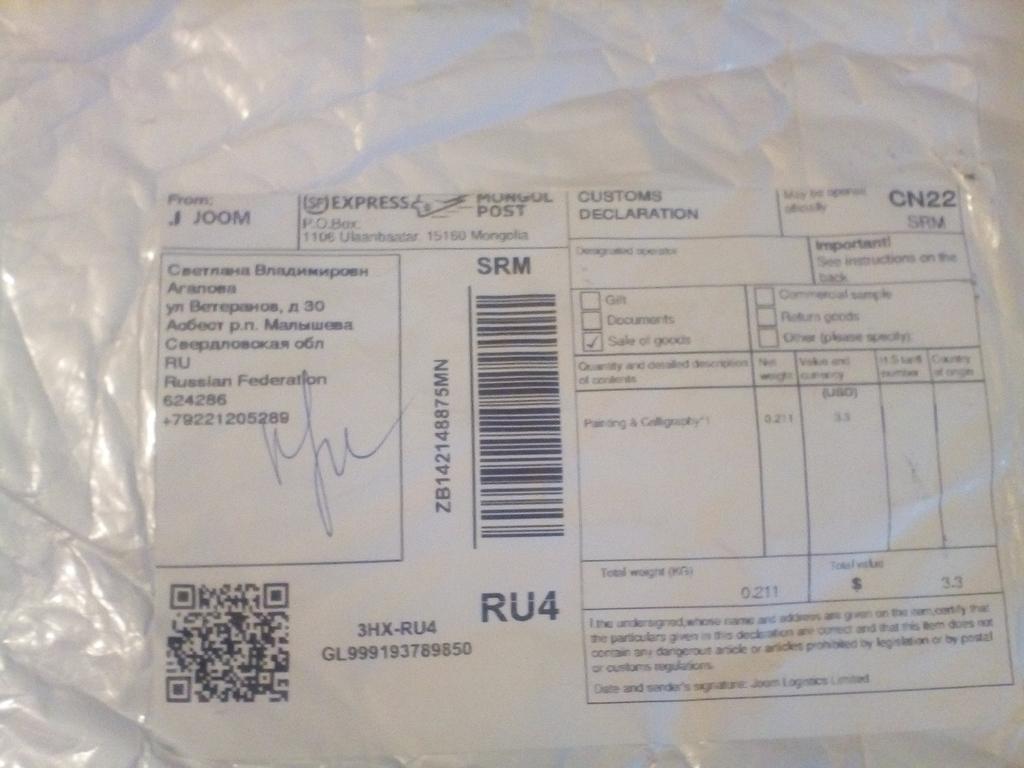 From:
J JOOM
SF EXPRESS
MONGOL
POST
P.O.Box:
1106 Ulaanbaatar, 15160 Mongolia
CUSTOMS
DECLARATION
May be opened
officially
CN22
SRM
Designated operator
Important!
See instructions on the
back
Светлана Владимировн
Агапова
ул Ветеранов, д 30
Асбест р.п. Малышева
Свердловская обл
RU
Russian Federation
624286
+79221205289
SRM
ZB142148875MN
Gift
Documents
✓ Sale of goods
Commercial sample
Return goods
Other (please specify):
Quantity and detailed description
of contents
Net
weight
Value and
currency
(USD)
HS tariff
number
Country
of origin
Painting & Calligraphy*1
0.211
3.3
Total weight (KG)
0.211
Total value
$ 3.3
RU4
3HX-RU4
GL999193789850
I,the undersigned,whose name and address are given on the item,certify that
the particulars given in this declaration are correct and that this item does not
contain any dangerous article or articles prohibited by legislation or by postal
or customs regulations.
Date and sender's signature: Joom Logistics Limited